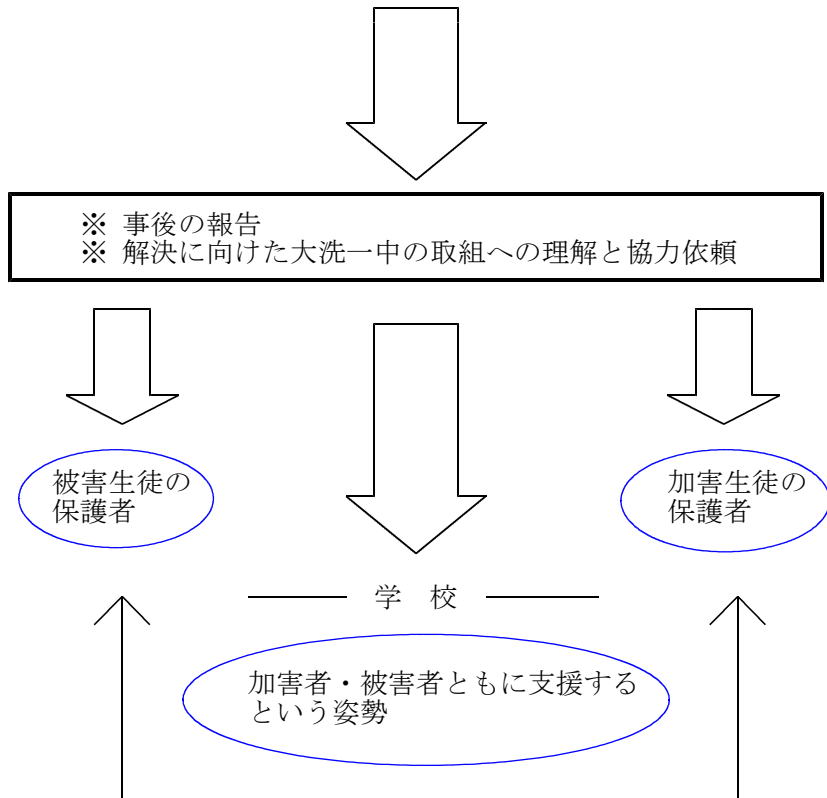 ※ 事後の報告
※ 解決に向けた大洗一中の取組への理解と協力依頼
被害生徒の
保護者
加害生徒の
保護者
学 校
加害者・被害者ともに支援する
という姿勢